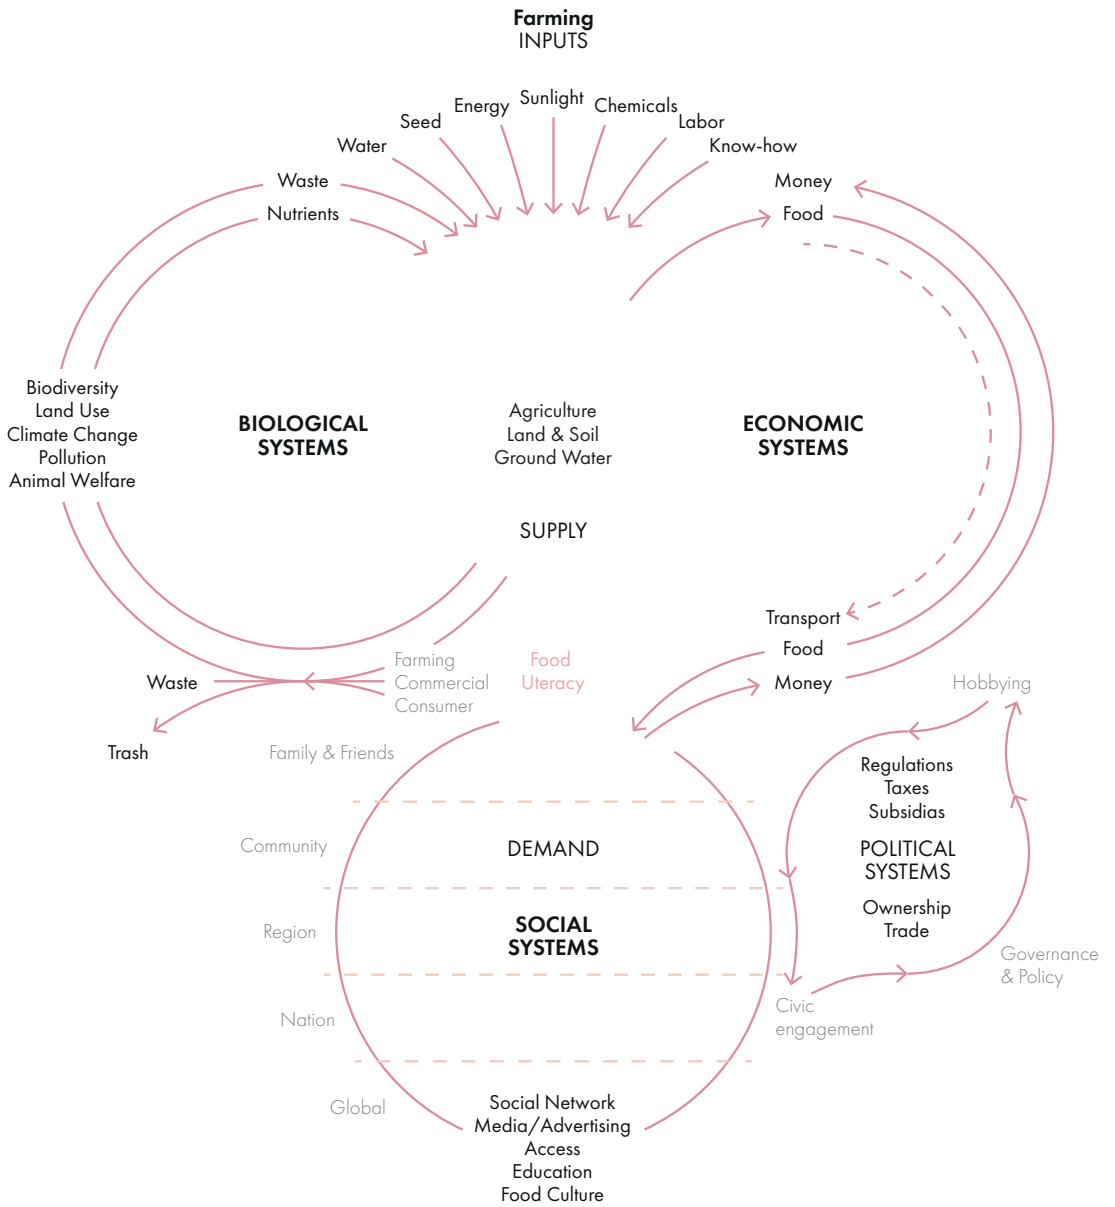 Farming
INPUTS
Sunlight
Energy
Chemicals
Seed
Labor
Water
Know-how
Waste
Money
Nutrients
Food
Biodiversity
Land Use
Climate Change
Pollution
Animal Welfare
BIOLOGICAL
SYSTEMS
Agriculture
Land & Soil
Ground Water
ECONOMIC
SYSTEMS
SUPPLY
Transport
Food
Money
Farming
Commercial
Consumer
Food
Uteracy
Waste
Trash
Hobbying
Family & Friends
Regulations
Taxes
Subsidias
POLITICAL
SYSTEMS
Ownership
Trade
Community
DEMAND
Region
SOCIAL
SYSTEMS
Governance
& Policy
Civic
engagement
Nation
Global
Social Network
Media/Advertising
Access
Education
Food Culture